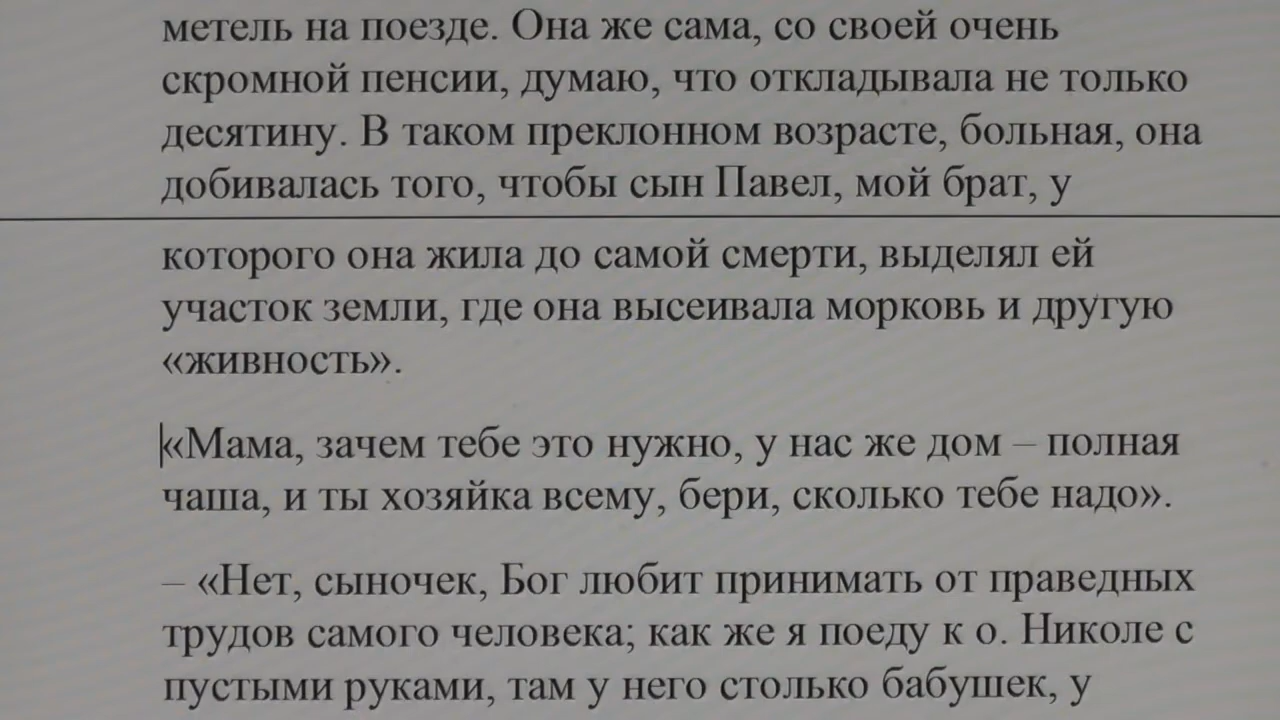 метель на поезде. Она же сама, со своей очень
скромной пенсии, думаю, что откладывала не только
десятину. В таком преклонном возрасте, больная, она
добивалась того, чтобы сын Павел, мой брат, у
которого она жила до самой смерти, выделял ей
участок земли, где она высеивала морковь и другую
«живность».
«Мама, зачем тебе это нужно, у нас же дом – полная
чаша, и ты хозяйка всему, бери, сколько тебе надо».
– «Нет, сыночек, Бог любит принимать от праведных
трудов самого человека; как же я поеду к о. Николе с
пустыми руками, там у него столько бабушек, у